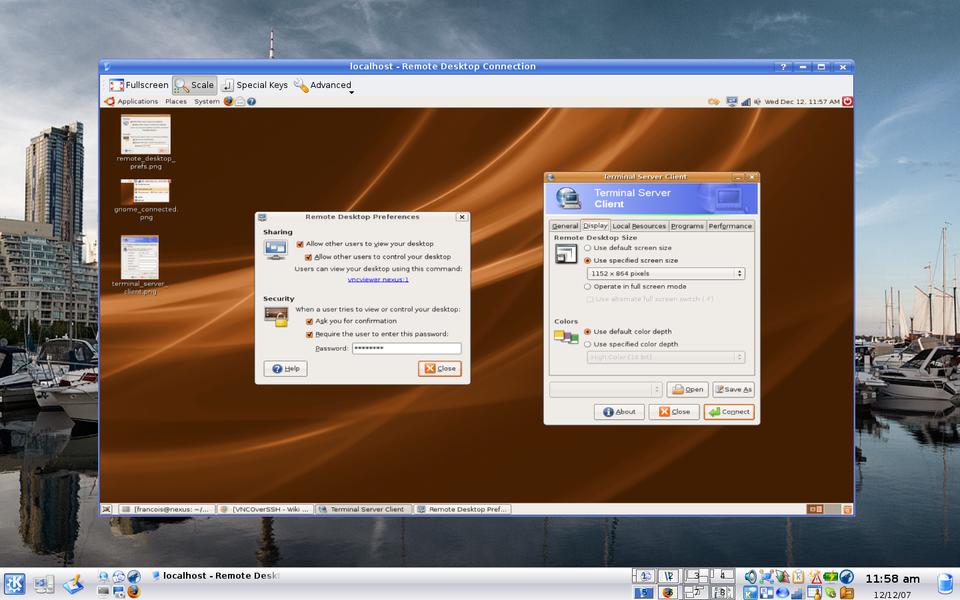 localhost - Remote Desktop Connection
Fullscreen Scale Special Keys Advanced
Applications Places System
Wed Dec 12, 11:57 AM
remote_desktop_
prefs.png
gnome_connected.
png
terminal_server_
client.png
Remote Desktop Preferences
Sharing
Allow other users to view your desktop
Allow other users to control your desktop
Users can view your desktop using this command:
vncviewer nexus:1
Security
When a user tries to view or control your desktop:
Ask you for confirmation
Require the user to enter this password:
Password: ********
Help Close
Terminal Server Client
Terminal Server
Client
General Display Local Resources Programs Performance
Remote Desktop Size
Use default screen size
Use specified screen size
1152 x 864 pixels
Operate in full screen mode
Use alternate full screen switch (-f)
Colors
Use default color depth
Use specified color depth
High Color (16 bit)
Open Save As
About Close Connect
[francois@nexus: ~/...
[VNCOverSSH - Wiki ...
Terminal Server Client
Remote Desktop Pref...
localhost - Remote Desk
11:58 am
12/12/07